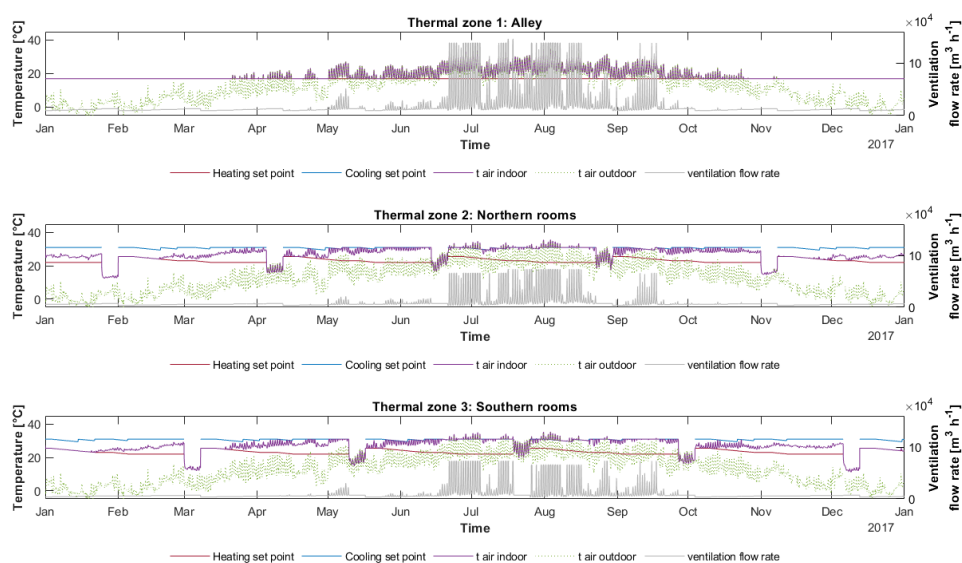 Thermal zone 1: Alley
×10⁴
40
20
0
10
0
Temperature [°C]
Ventilation
flow rate [m³ h⁻¹]
Jan Feb Mar Apr May Jun Jul Aug Sep Oct Nov Dec Jan
Time
2017
Heating set point Cooling set point t air indoor t air outdoor ventilation flow rate
Thermal zone 2: Northern rooms
×10⁴
40
20
0
10
0
Temperature [°C]
Ventilation
flow rate [m³ h⁻¹]
Jan Feb Mar Apr May Jun Jul Aug Sep Oct Nov Dec Jan
Time
2017
Heating set point Cooling set point t air indoor t air outdoor ventilation flow rate
Thermal zone 3: Southern rooms
×10⁴
40
20
0
10
0
Temperature [°C]
Ventilation
flow rate [m³ h⁻¹]
Jan Feb Mar Apr May Jun Jul Aug Sep Oct Nov Dec Jan
Time
2017
Heating set point Cooling set point t air indoor t air outdoor ventilation flow rate